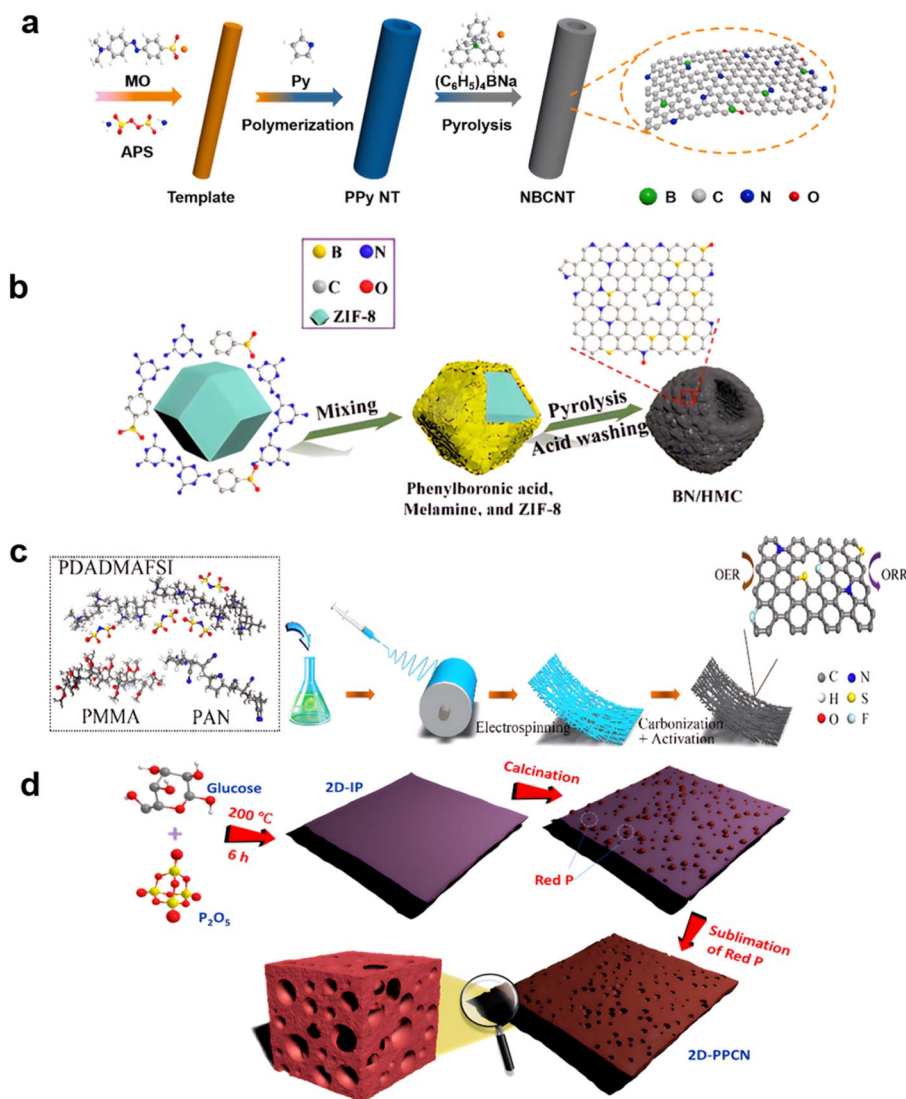 a
MO
APS
Template
Py
Polymerization
PPy NT
(C₆H₅)₄BNa
Pyrolysis
NBCNT
B C N O
b
B N
C O
ZIF-8
Mixing
Phenylboronic acid,
Melamine, and ZIF-8
Pyrolysis
Acid washing
BN/HMC
c
PDADMAFSI
PMMA
PAN
Electrospinning
Carbonization
+ Activation
OER
ORR
C N
H S
O F
d
Glucose
+
P₂O₅
200 ℃
6 h
2D-IP
Calcination
Red P
Sublimation
of Red P
2D-PPCN